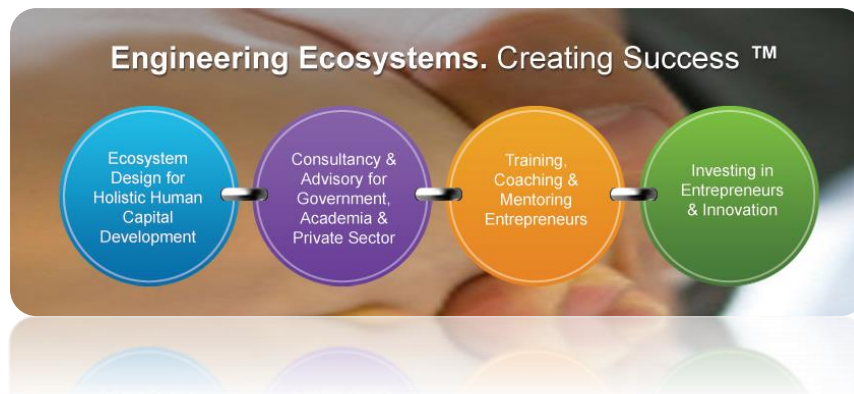 Engineering Ecosystems. Creating Success ™
Ecosystem
Design for
Holistic Human
Capital
Development
Consultancy &
Advisory for
Government,
Academia &
Private Sector
Training,
Coaching &
Mentoring
Entrepreneurs
Investing in
Entrepreneurs
& Innovation